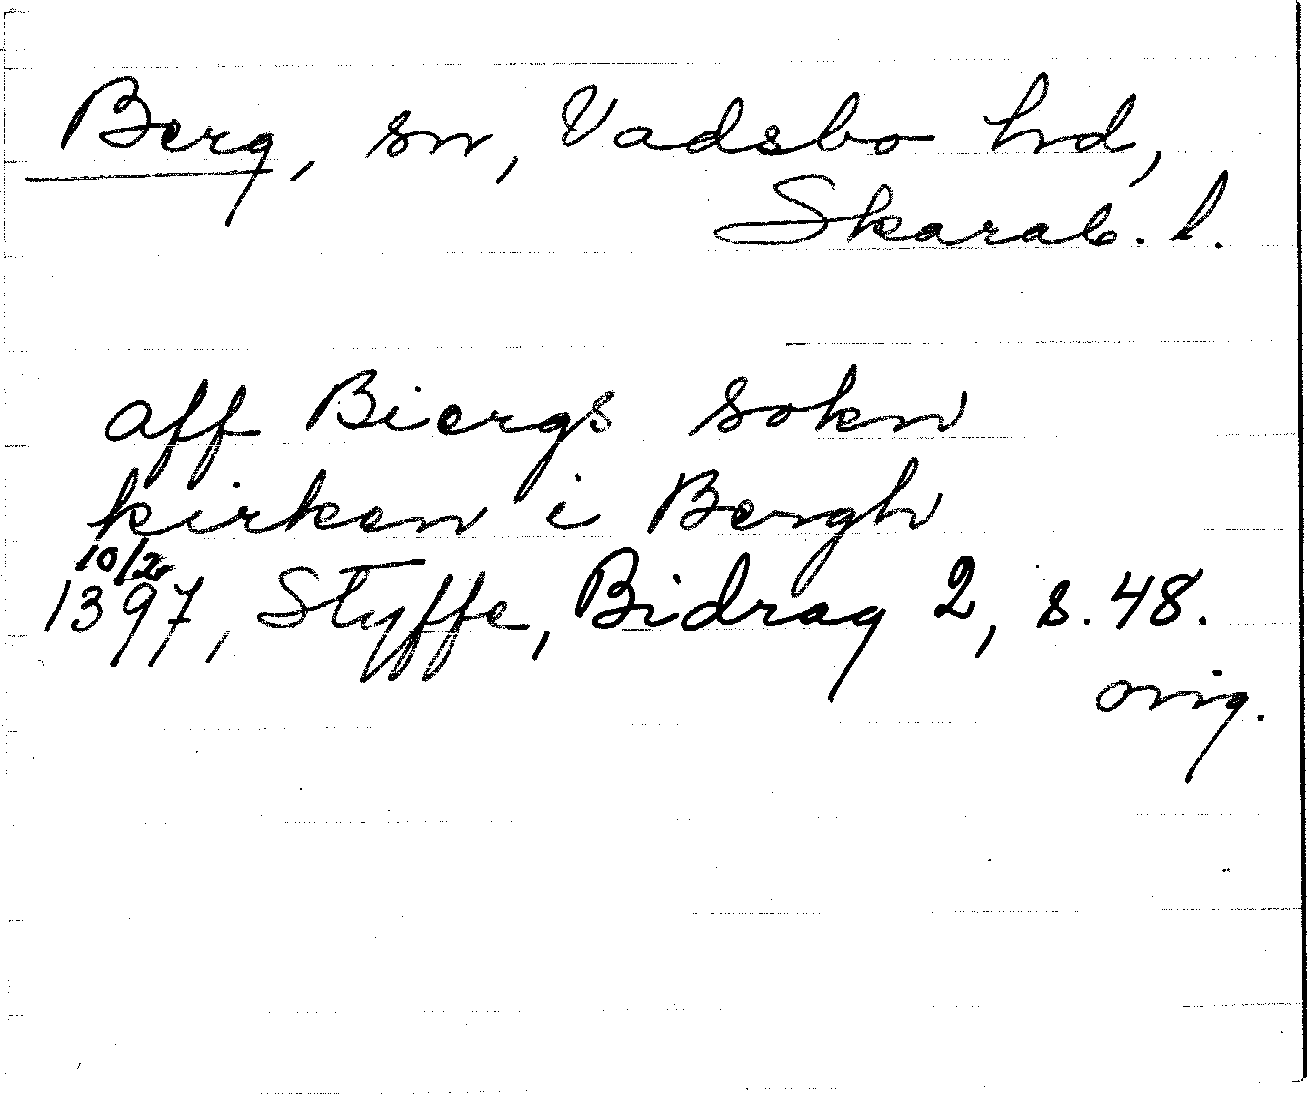 Berg, sn, Vadsbo hd,
Skarab. l.
aff Biergs sokn
kirken i Bergh
10/2
1397, Styffe, Bidrag 2, s. 48.
orig.